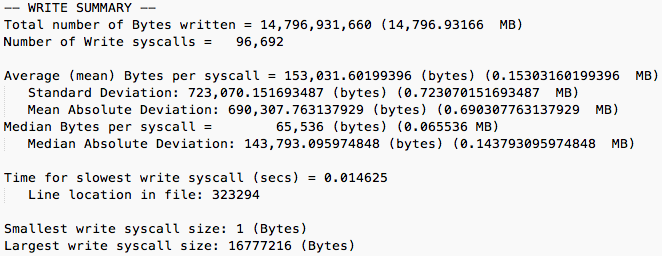 -- WRITE SUMMARY --
Total number of Bytes written = 14,796,931,660 (14,796.93166  MB)
Number of Write syscalls =   96,692
Average (mean) Bytes per syscall = 153,031.60199396 (bytes) (0.15303160199396  MB)
Standard Deviation: 723,070.151693487 (bytes) (0.723070151693487  MB)
Mean Absolute Deviation: 690,307.763137929 (bytes) (0.690307763137929  MB)
Median Bytes per syscall =        65,536 (bytes) (0.065536 MB)
Median Absolute Deviation: 143,793.095974848 (bytes) (0.143793095974848  MB)
Time for slowest write syscall (secs) = 0.014625
Line location in file: 323294
Smallest write syscall size: 1 (Bytes)
Largest write syscall size: 16777216 (Bytes)